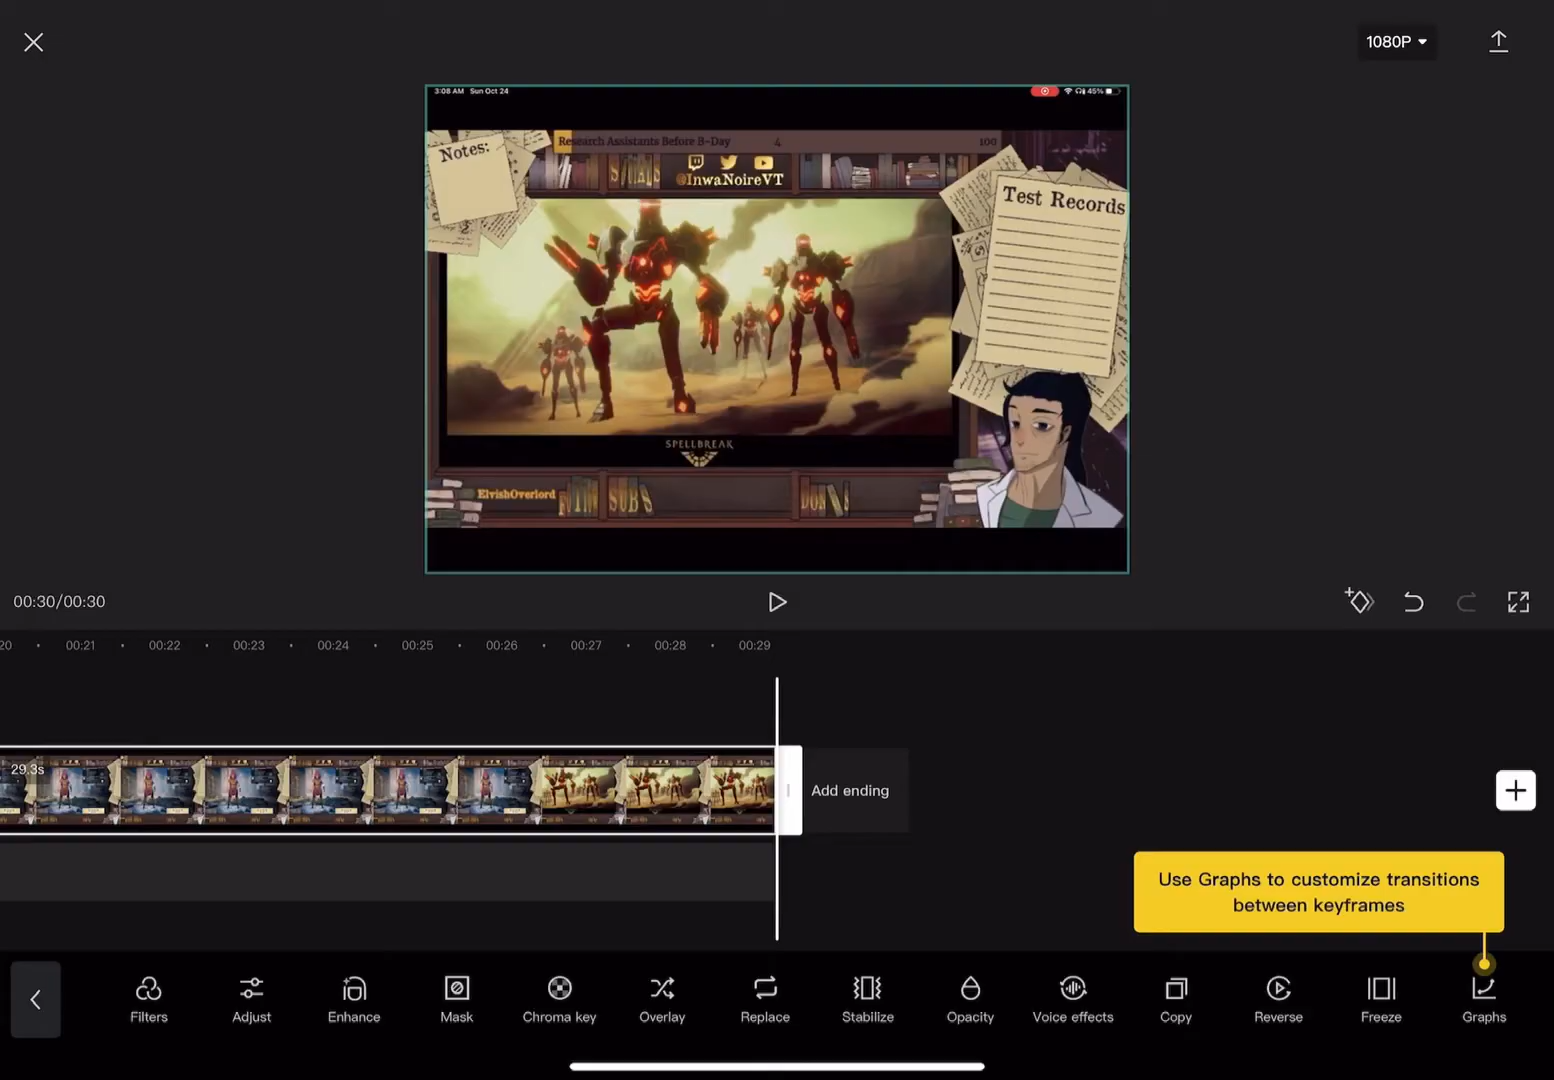 1080P
3:08 AM Sun Oct 24
45%
Notes:
Research Assistants Before B-Day 4 100
SOCIALS
@InwaNoireVT
Test Records
SPELLBREAK
ElvishOverlord
SUBS
00:30/00:30
20 00:21 00:22 00:23 00:24 00:25 00:26 00:27 00:28 00:29
29.3s
Add ending
Use Graphs to customize transitions
between keyframes
Filters Adjust Enhance Mask Chroma key Overlay Replace Stabilize Opacity Voice effects Copy Reverse Freeze Graphs